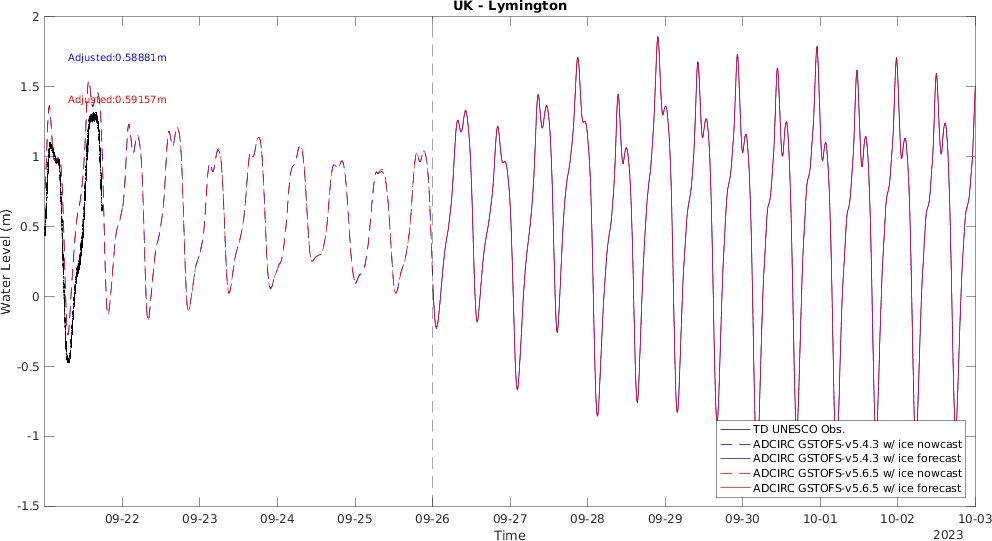 UK - Lymington
2
1.5
1
0.5
0
-0.5
-1
-1.5
Water Level (m)
Adjusted:0.58881m
Adjusted:0.59157m
TD UNESCO Obs.
ADCIRC GSTOFS-v5.4.3 w/ ice nowcast
ADCIRC GSTOFS-v5.4.3 w/ ice forecast
ADCIRC GSTOFS-v5.6.5 w/ ice nowcast
ADCIRC GSTOFS-v5.6.5 w/ ice forecast
09-22 09-23 09-24 09-25 09-26 09-27 09-28 09-29 09-30 10-01 10-02 10-03
Time
2023